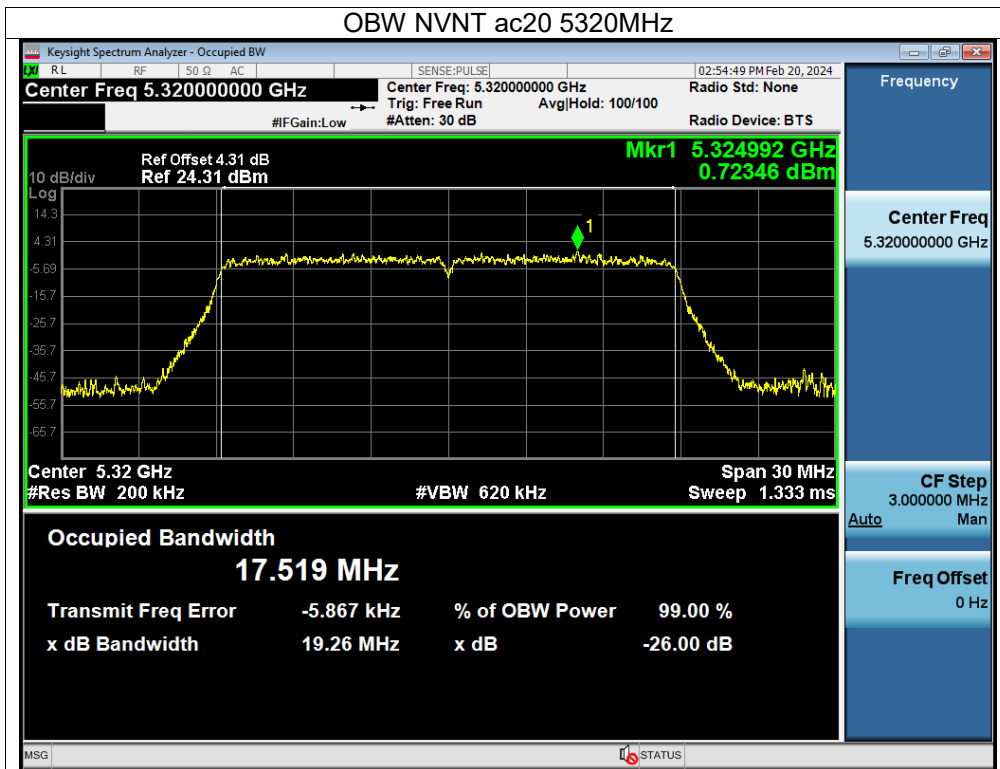 OBW NVNT ac20 5320MHz
Keysight Spectrum Analyzer - Occupied BW
LXI RL RF 50 Ω AC SENSE:PULSE 02:54:49 PM Feb 20, 2024
Center Freq 5.320000000 GHz
Center Freq: 5.320000000 GHz Radio Std: None
Trig: Free Run Avg|Hold: 100/100
#IFGain:Low #Atten: 30 dB Radio Device: BTS
Mkr1 5.324992 GHz
0.72346 dBm
Ref Offset 4.31 dB
10 dB/div Ref 24.31 dBm
Log
14.3
4.31
-5.69
-15.7
-25.7
-35.7
-45.7
-55.7
-65.7
1
Center 5.32 GHz Span 30 MHz
#Res BW 200 kHz #VBW 620 kHz Sweep 1.333 ms
Occupied Bandwidth
17.519 MHz
Transmit Freq Error -5.867 kHz % of OBW Power 99.00 %
x dB Bandwidth 19.26 MHz x dB -26.00 dB
Frequency
Center Freq
5.320000000 GHz
CF Step
3.000000 MHz
Auto Man
Freq Offset
0 Hz
MSG STATUS